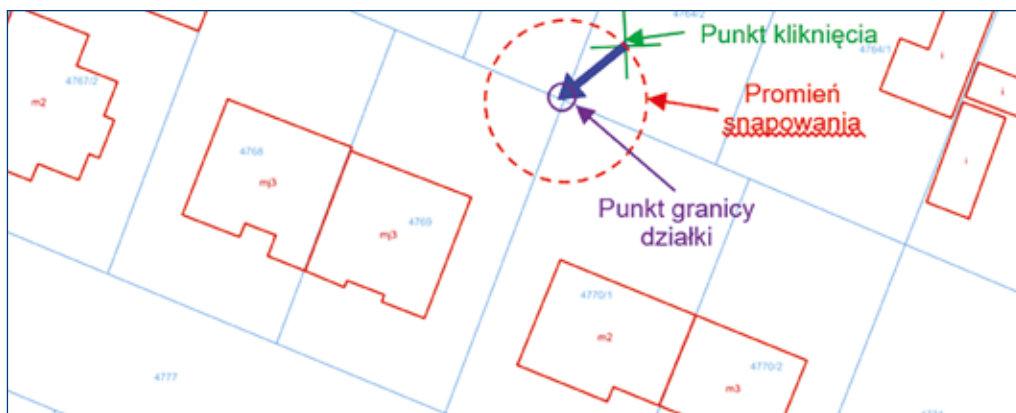 4764/2
Punkt kliknięcia
4764/1
i
4767/2
m2
Promień
snapowania
i
4768
mj3
i
4769
mj3
Punkt granicy
działki
4770/1
m2
4770/2
m3
4777